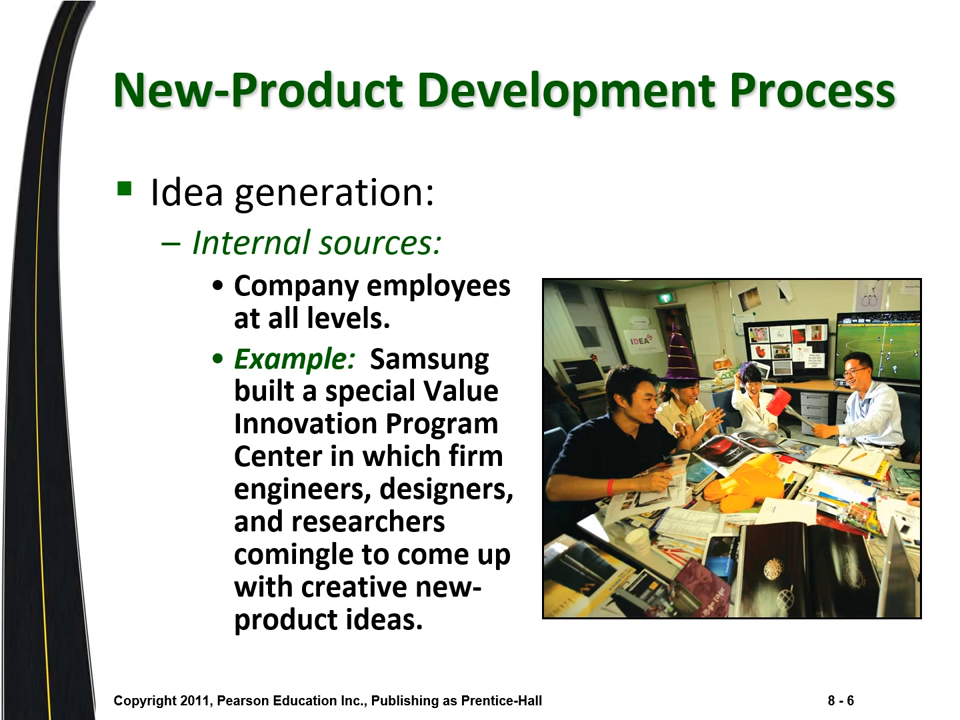 New-Product Development Process
Idea generation:
– Internal sources:
• Company employees
at all levels.
• Example: Samsung
built a special Value
Innovation Program
Center in which firm
engineers, designers,
and researchers
comingle to come up
with creative new-
product ideas.
IDEA
Copyright 2011, Pearson Education Inc., Publishing as Prentice-Hall
8 - 6